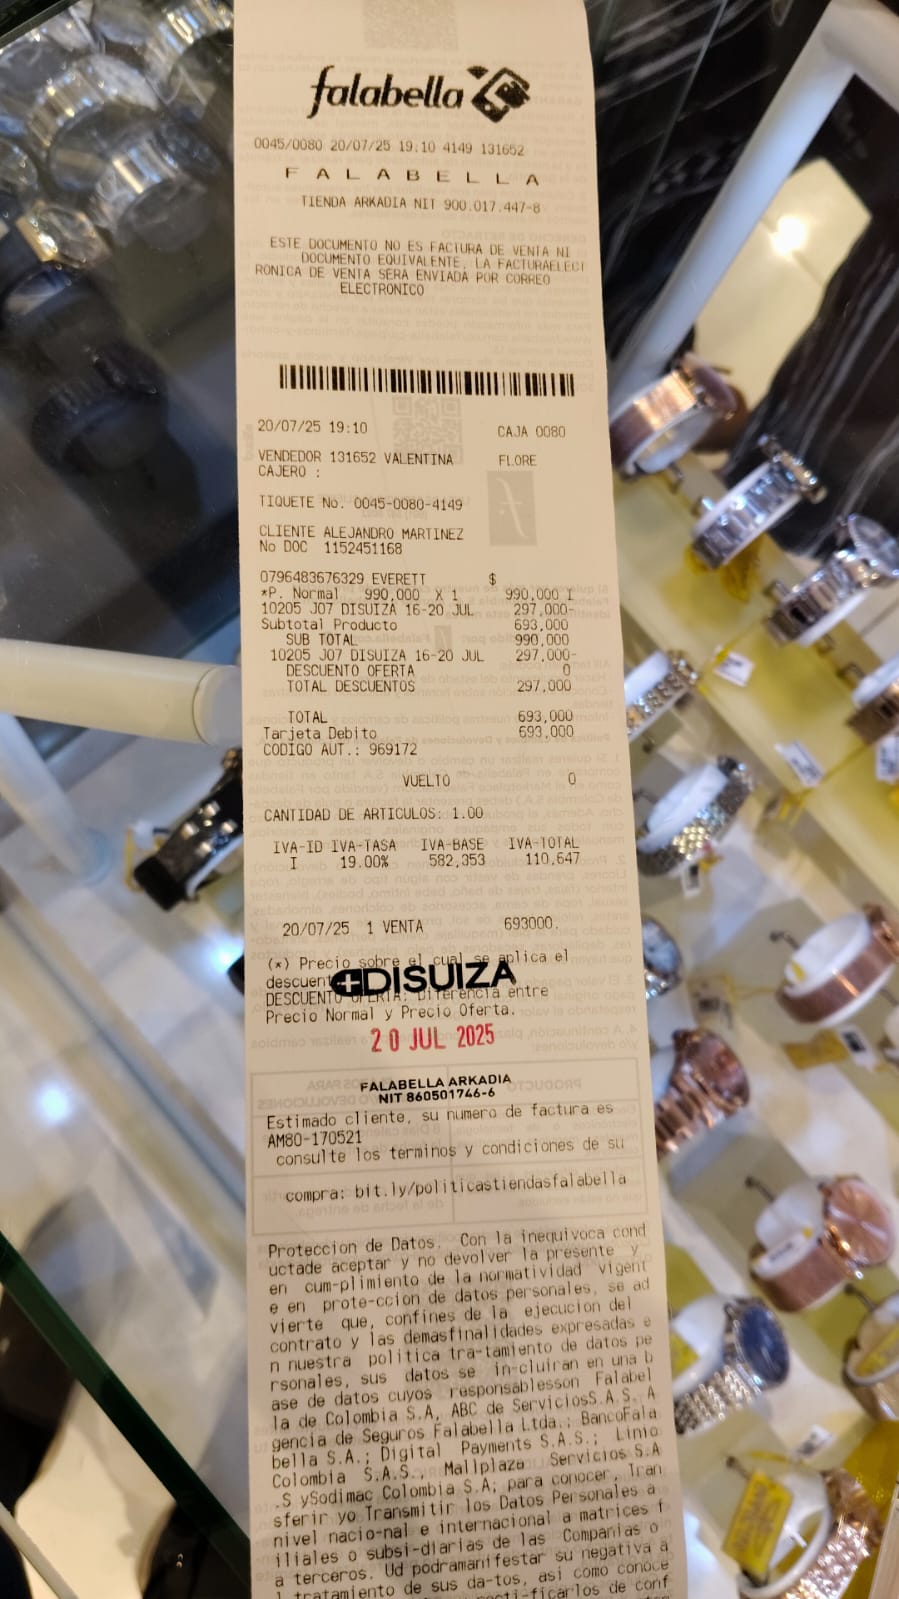 falabella
0045/0080 20/07/25 19:10 4149 131652
F A L A B E L L A
TIENDA ARKADIA NIT 900.017.447-8
ESTE DOCUMENTO NO ES FACTURA DE VENTA NI
DOCUMENTO EQUIVALENTE, LA FACTURAELECT
RONICA DE VENTA SERA ENVIADA POR CORREO
ELECTRONICO
20/07/25 19:10 CAJA 0080
VENDEDOR 131652 VALENTINA FLORE
CAJERO :
TIQUETE No. 0045-0080-4149
CLIENTE ALEJANDRO MARTINEZ
No DOC 1152451168
0796483676329 EVERETT $
*P. Normal 990,000 X 1 990,000 I
10205 J07 DISUIZA 16-20 JUL 297,000-
Subtotal Producto 693,000
SUB TOTAL 990,000
10205 J07 DISUIZA 16-20 JUL 297,000-
DESCUENTO OFERTA 0
TOTAL DESCUENTOS 297,000
TOTAL 693,000
Tarjeta Debito 693,000
CODIGO AUT.: 969172
VUELTO 0
CANTIDAD DE ARTICULOS: 1.00
IVA-ID IVA-TASA IVA-BASE IVA-TOTAL
I 19.00% 582,353 110,647
20/07/25 1 VENTA 693000.
(*) Precio sobre el cual se aplica el
descuent
DISUIZA
DESCUENTO OFERTA: Diferencia entre
Precio Normal y Precio Oferta.
20 JUL 2025
FALABELLA ARKADIA
NIT 860501746-6
Estimado cliente, su numero de factura es
AM80-170521
consulte los terminos y condiciones de su
compra: bit.ly/politicastiendasfalabella
Proteccion de Datos. Con la inequivoca cond
uctade aceptar y no devolver la presente y
en cum-plimiento de la normatividad vigent
e en prote-ccion de datos personales, se ad
vierte que, confines de la ejecucion del
contrato y las demasfinalidades expresadas e
n nuestra politica tra-tamiento de datos pe
rsonales, sus datos se in-cluiran en una b
ase de datos cuyos responsablesson Falabel
la de Colombia S.A, ABC de ServiciosS.A.S, A
gencia de Seguros Falabella Ltda.; BancoFala
bella S.A.; Digital Payments S.A.S.; Linio
Colombia S.A.S., Mallplaza Servicios S.A
.S ySodimac Colombia S.A; para conocer, Tran
sferir yo Transmitir los Datos Personales a
nivel nacio-nal e internacional a matrices f
iliales o subsi-diarias de las Companias o
a terceros. Ud podramanifestar su negativa a
l tratamiento de sus da-tos, asi como conoce
cti-ficarlos de conf